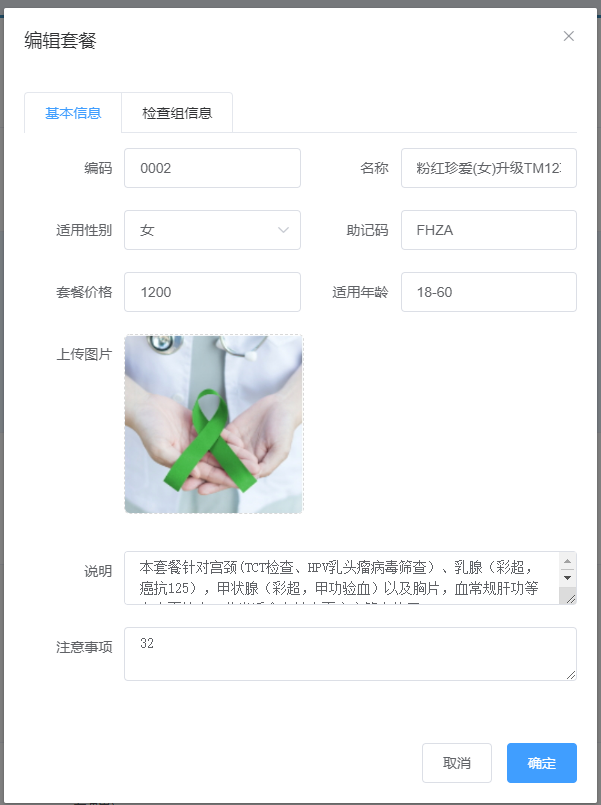 编辑套餐
基本信息 检查组信息
编码 0002 名称 粉红珍爱(女)升级TM12
适用性别 女 助记码 FHZA
套餐价格 1200 适用年龄 18-60
上传图片
说明 本套餐针对宫颈(TCT检查、HPV乳头瘤病毒筛查）、乳腺（彩超，
癌抗125），甲状腺（彩超，甲功验血）以及胸片，血常规肝功等
注意事项 32
取消 确定